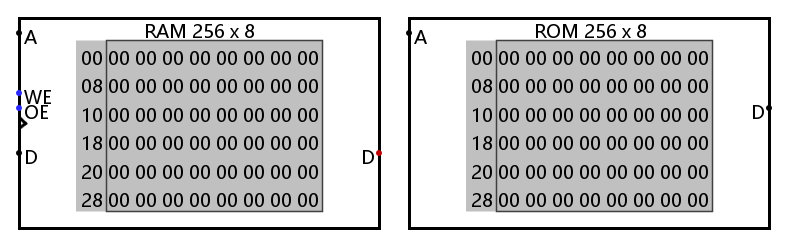 RAM 256 x 8
A
00 00 00 00 00 00 00 00 00
08 00 00 00 00 00 00 00 00
WE
OE
10 00 00 00 00 00 00 00 00
18 00 00 00 00 00 00 00 00
D
D
20 00 00 00 00 00 00 00 00
28 00 00 00 00 00 00 00 00
ROM 256 x 8
A
00 00 00 00 00 00 00 00 00
08 00 00 00 00 00 00 00 00
10 00 00 00 00 00 00 00 00
D
18 00 00 00 00 00 00 00 00
20 00 00 00 00 00 00 00 00
28 00 00 00 00 00 00 00 00